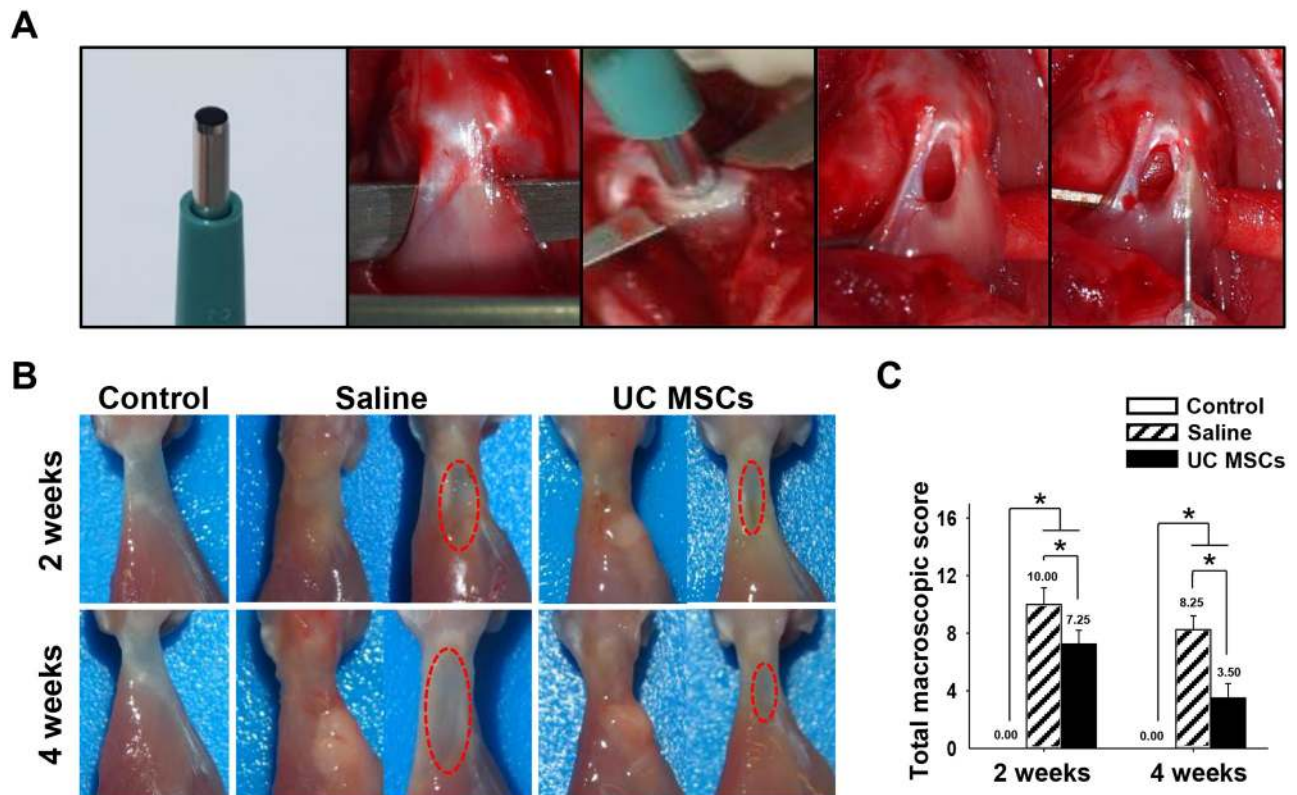 A
B
Control
Saline
UC MSCs
2 weeks
4 weeks
C
Control
Saline
UC MSCs
Total macroscopic score
16
12
8
4
0
*
*
10.00
7.25
0.00
*
*
8.25
3.50
0.00
2 weeks
4 weeks